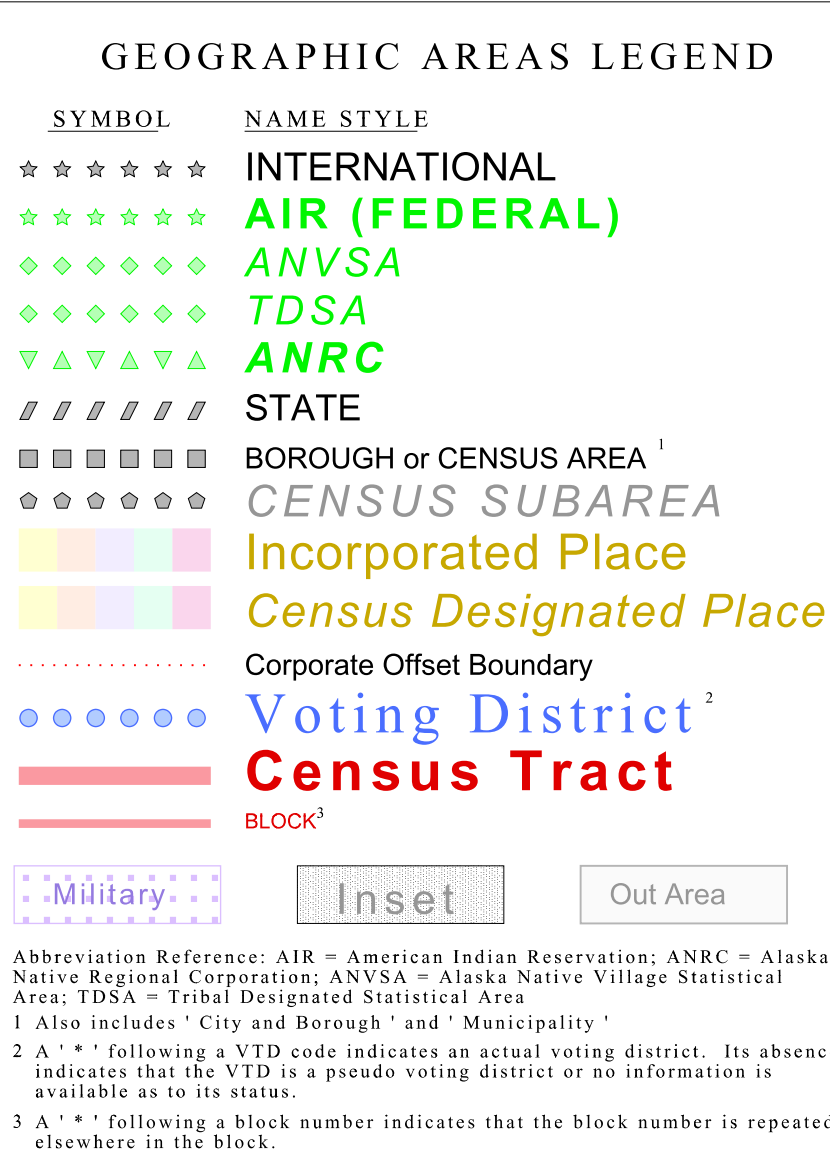 GEOGRAPHIC AREAS LEGEND
SYMBOL NAME STYLE
INTERNATIONAL
AIR (FEDERAL)
ANVSA
TDSA
ANRC
STATE
BOROUGH or CENSUS AREA 1
CENSUS SUBAREA
Incorporated Place
Census Designated Place
Corporate Offset Boundary
Voting District 2
Census Tract
BLOCK3
Military Inset Out Area
Abbreviation Reference: AIR = American Indian Reservation; ANRC = Alaska
Native Regional Corporation; ANVSA = Alaska Native Village Statistical
Area; TDSA = Tribal Designated Statistical Area
1 Also includes ' City and Borough ' and ' Municipality '
2 A ' * ' following a VTD code indicates an actual voting district. Its absenc
indicates that the VTD is a pseudo voting district or no information is
available as to its status.
3 A ' * ' following a block number indicates that the block number is repeated
elsewhere in the block.